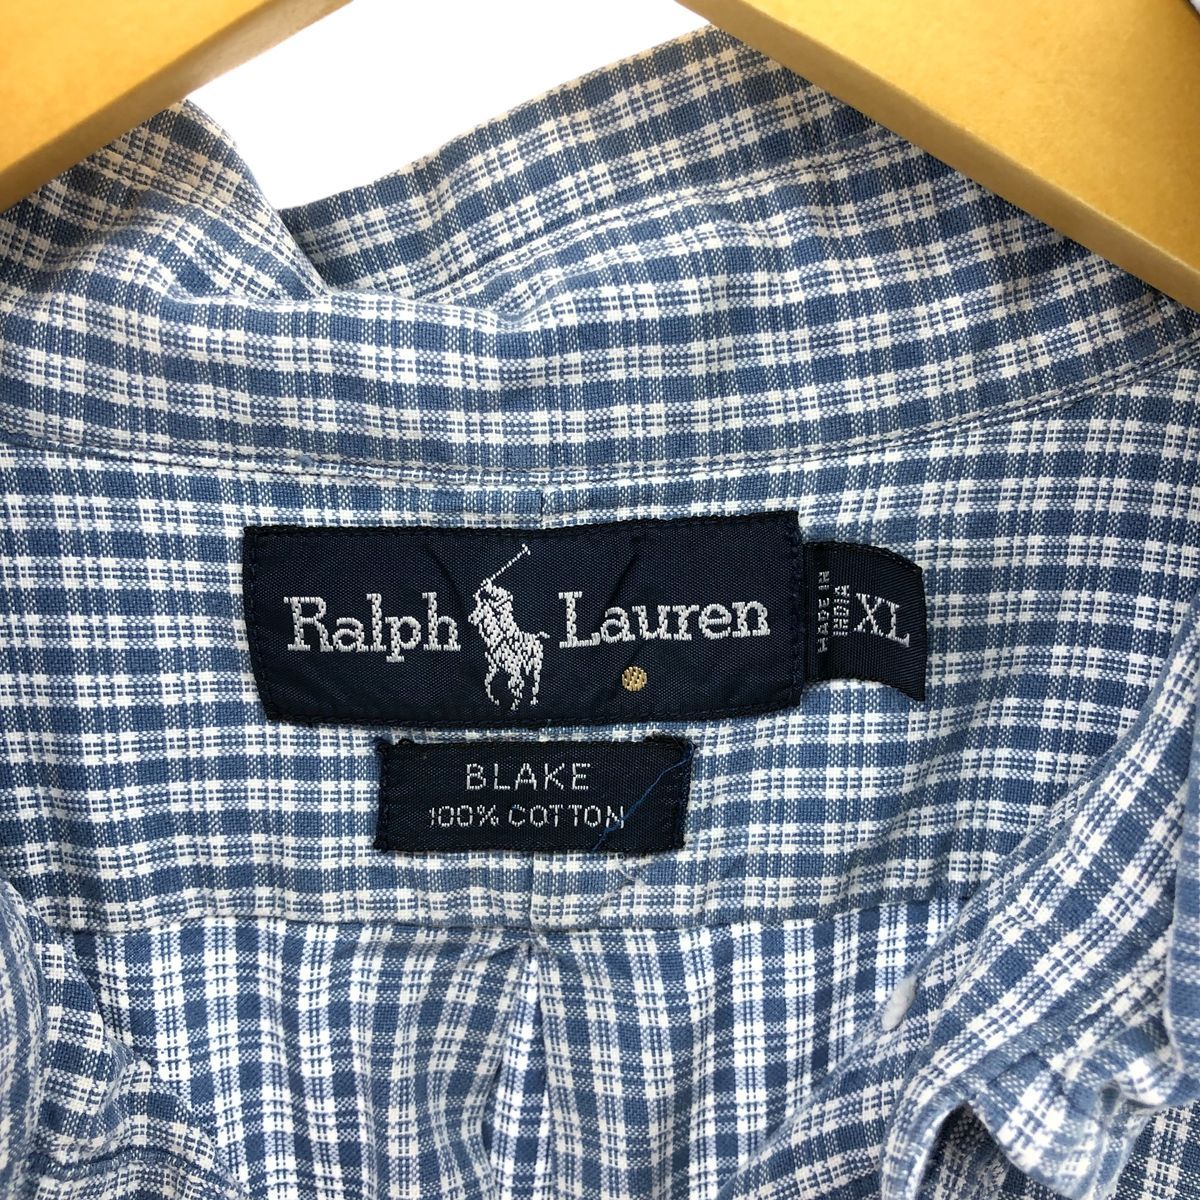 Ralph Lauren
MADE IN
INDIA
XL
BLAKE
100% COTTON